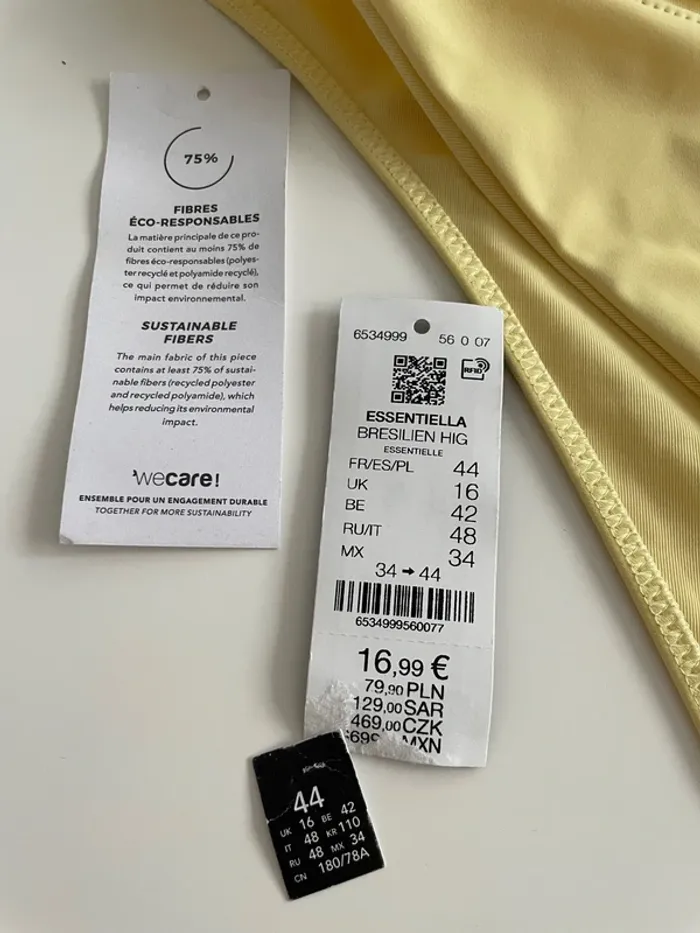 75%
FIBRES
ÉCO-RESPONSABLES
La matière principale de ce pro-
duit contient au moins 75% de
fibres éco-responsables (polyes-
ter recyclé et polyamide recyclé),
ce qui permet de réduire son
impact environnemental.
SUSTAINABLE
FIBERS
The main fabric of this piece
contains at least 75% of sustai-
nable fibers (recycled polyester
and recycled polyamide), which
helps reducing its environmental
impact.
wecare!
ENSEMBLE POUR UN ENGAGEMENT DURABLE
TOGETHER FOR MORE SUSTAINABILITY
6534999 56 0 07
RFID
ESSENTIELLA
BRESILIEN HIG
ESSENTIELLE
FR/ES/PL 44
UK 16
BE 42
RU/IT 48
MX 34
34 → 44
6534999560077
16,99 €
79,90 PLN
129,00 SAR
469,00 CZK
699 MXN
44
UK 16 BE 42
IT 48 KR 110
RU 48 MX 34
CN 180/78A